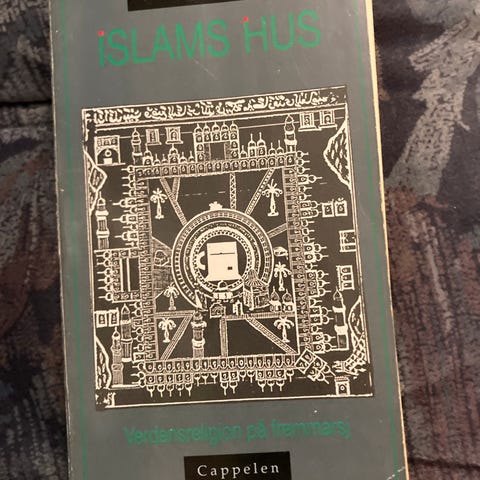 iSLAMS HUS
Verdensreligion på fremmarsj
Cappelen